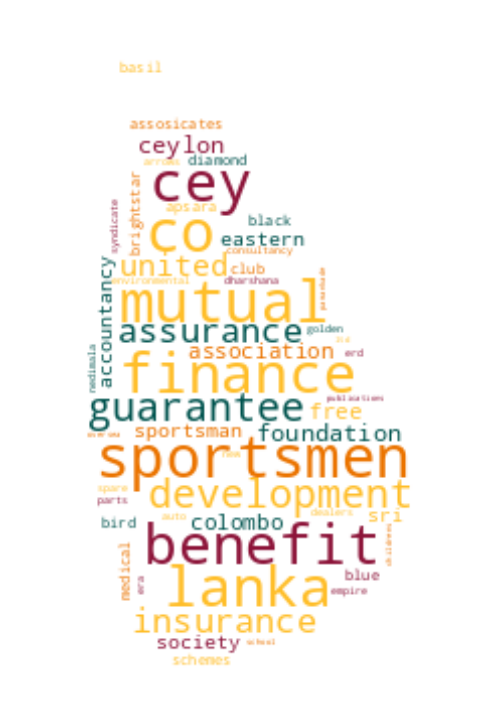 basil
assosicates
ceylon
arrows diamond
cey
brightstar
apsara
syndicate
black
co
eastern
consultancy
united club
environmental dharshana
mutual
accountancy
assurance golden
association erd
nedimala
finance
publications
guarantee free
sportsman foundation
sportsmen
spare development
parts
dealers
auto sri
bird colombo
benefit
medical
blue
era
lanka empire
insurance
society school
schemes